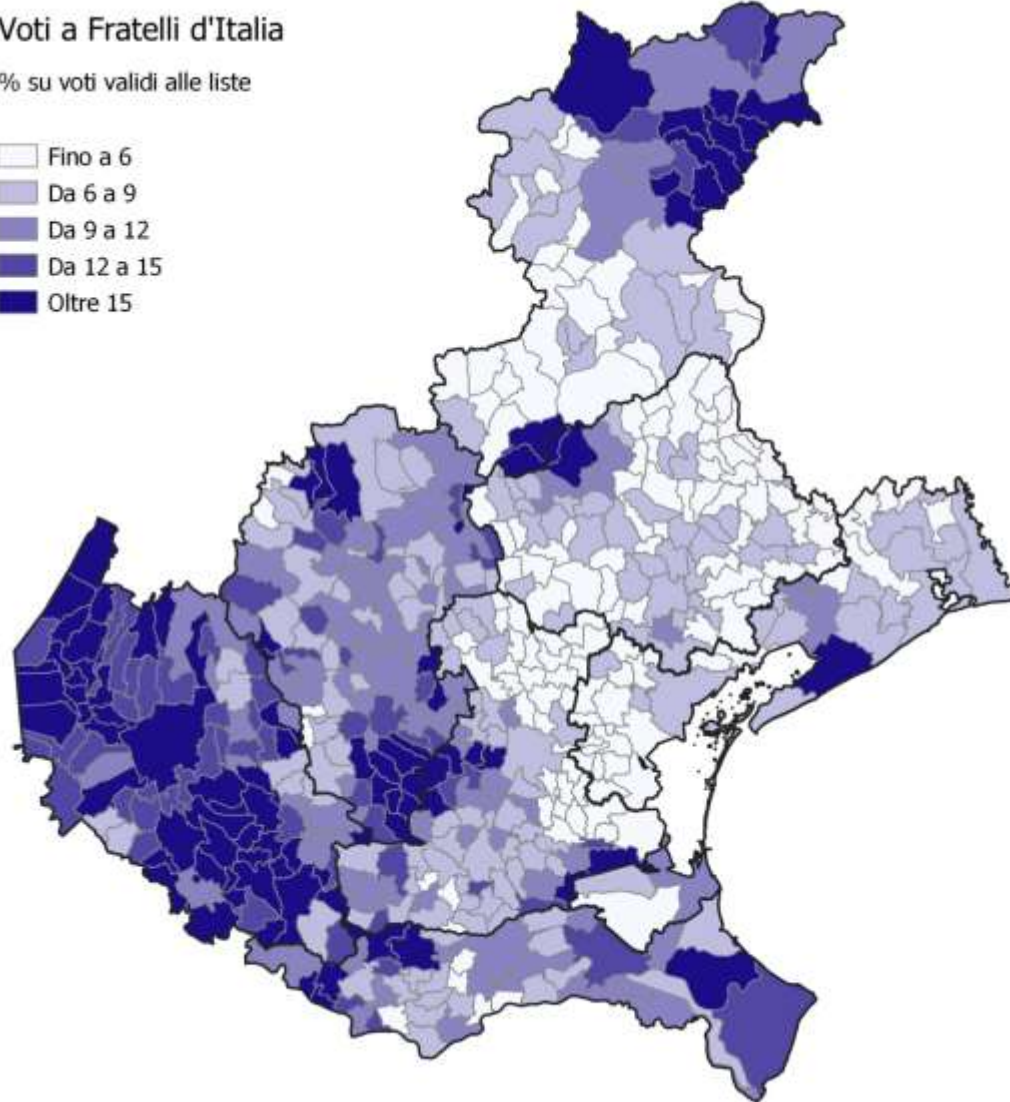 Voti a Fratelli d'Italia
% su voti validi alle liste
Fino a 6
Da 6 a 9
Da 9 a 12
Da 12 a 15
Oltre 15